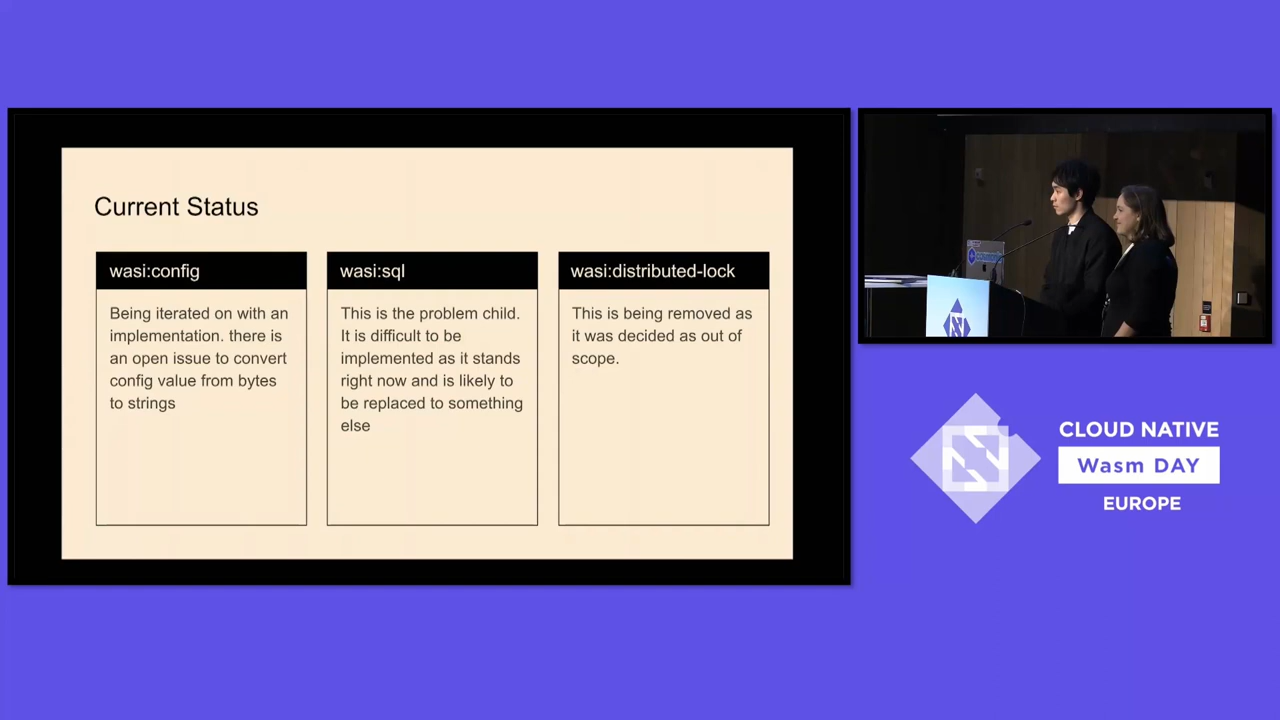 Current Status
wasi:config
Being iterated on with an
implementation. there is
an open issue to convert
config value from bytes
to strings
wasi:sql
This is the problem child.
It is difficult to be
implemented as it stands
right now and is likely to
be replaced to something
else
wasi:distributed-lock
This is being removed as
it was decided as out of
scope.
CLOUD NATIVE
Wasm DAY
EUROPE